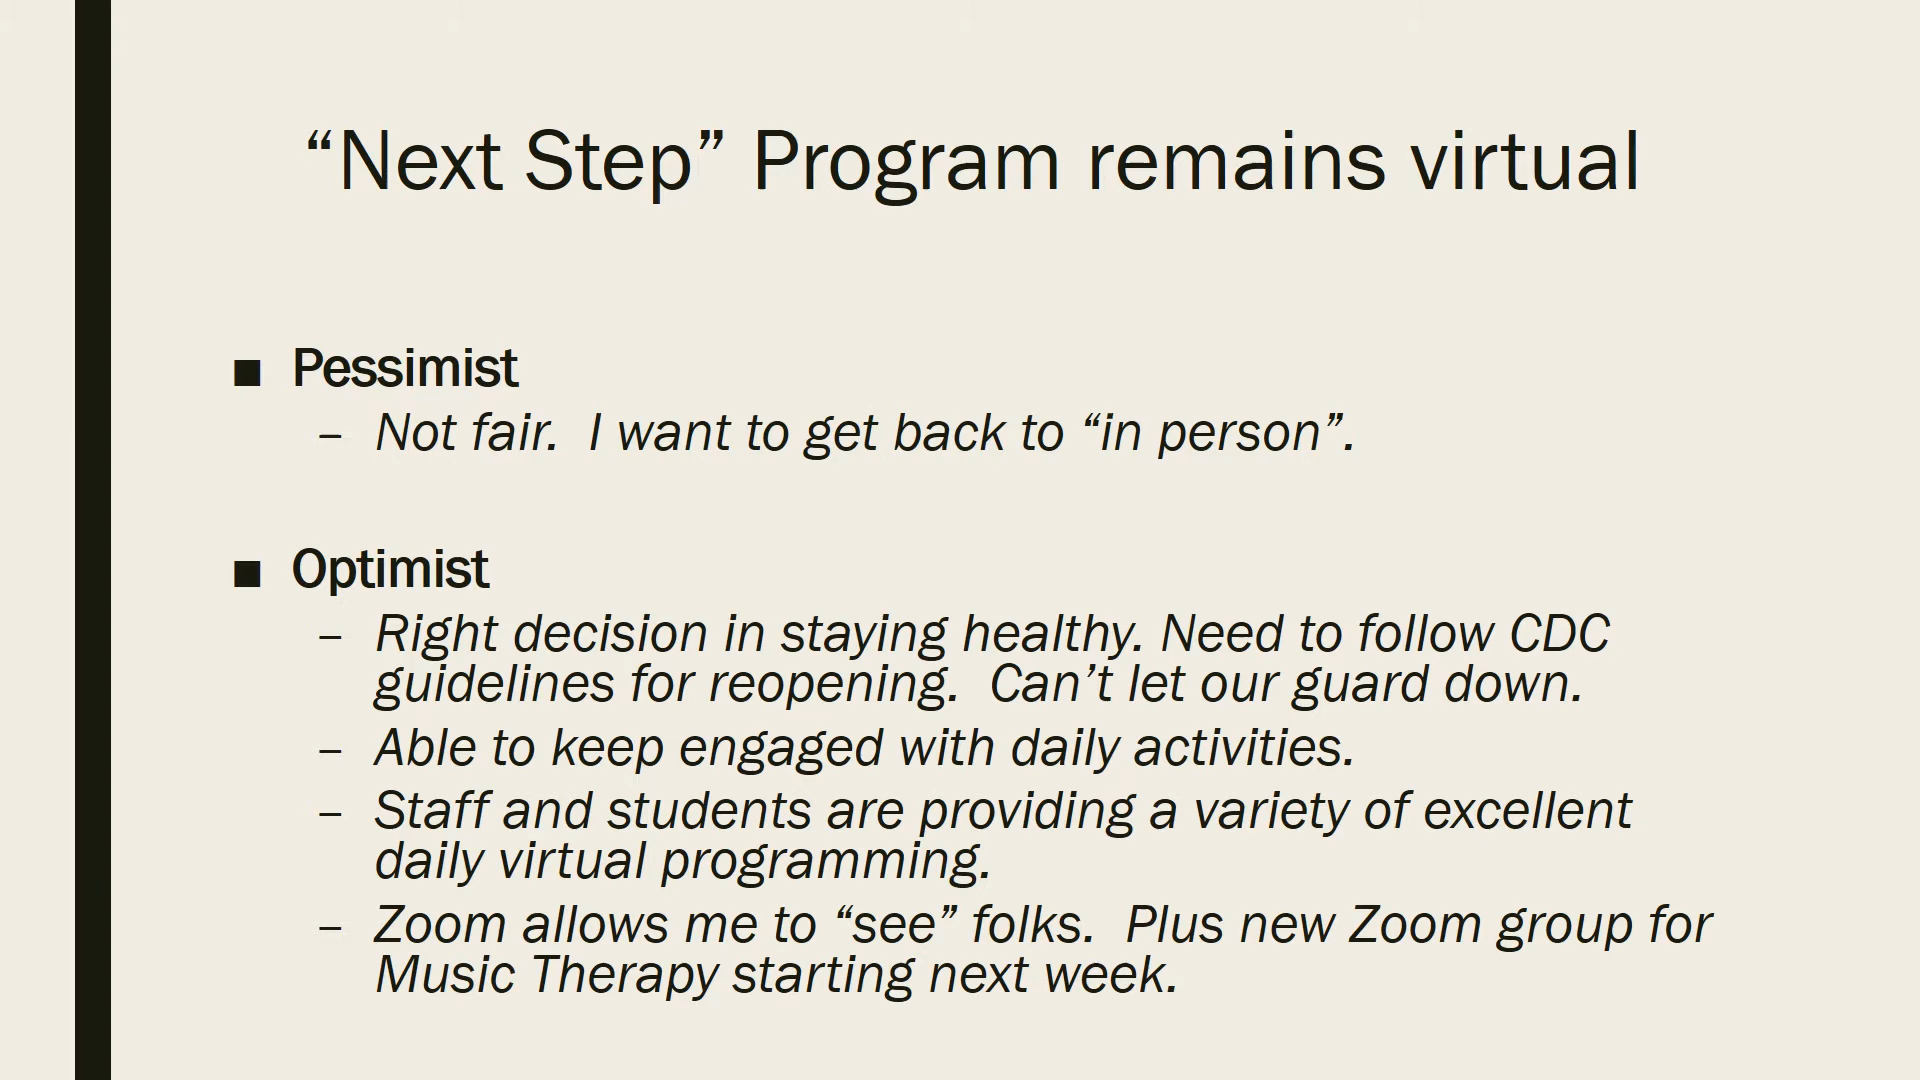 “Next Step” Program remains virtual
■ Pessimist
– Not fair.  I want to get back to “in person”.
■ Optimist
– Right decision in staying healthy. Need to follow CDC
guidelines for reopening.  Can’t let our guard down.
– Able to keep engaged with daily activities.
– Staff and students are providing a variety of excellent
daily virtual programming.
– Zoom allows me to “see” folks.  Plus new Zoom group for
Music Therapy starting next week.